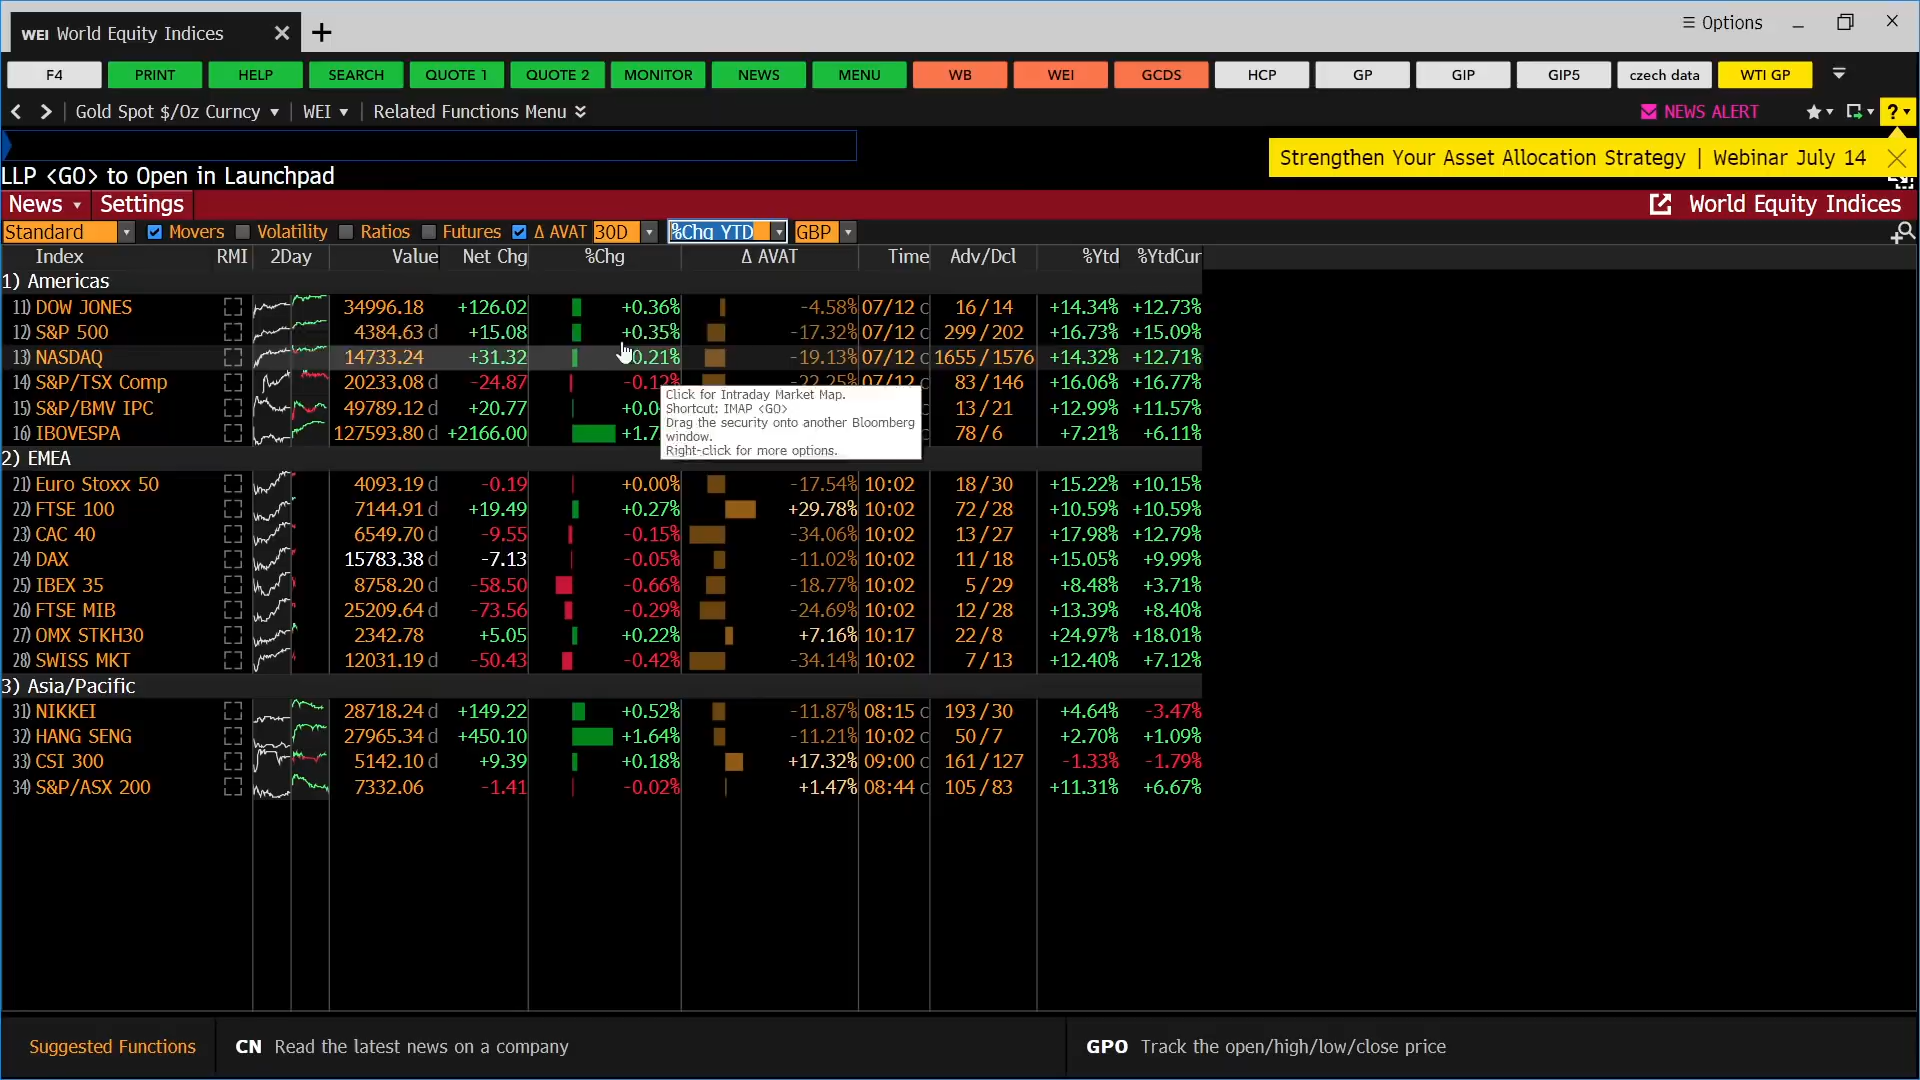 WEI World Equity Indices
Options
F4 PRINT HELP SEARCH QUOTE 1 QUOTE 2 MONITOR NEWS MENU WB WEI GCDS HCP GP GIP GIP5 czech data WTI GP
Gold Spot $/Oz Curncy WEI Related Functions Menu NEWS ALERT ?
Strengthen Your Asset Allocation Strategy | Webinar July 14
LLP <GO> to Open in Launchpad
News Settings World Equity Indices
Standard Movers Volatility Ratios Futures Δ AVAT 30D %Chg YTD GBP
Index RMI 2Day Value Net Chg %Chg Δ AVAT Time Adv/Dcl %Ytd %YtdCur
1) Americas
11) DOW JONES 34996.18 +126.02 +0.36% -4.58% 07/12 c 16/14 +14.34% +12.73%
12) S&P 500 4384.63 d +15.08 +0.35% -17.32% 07/12 c 299/202 +16.73% +15.09%
13) NASDAQ 14733.24 +31.32 0.21% -19.13% 07/12 c 1655/1576 +14.32% +12.71%
14) S&P/TSX Comp 20233.08 d -24.87 -0.12% -22.25% 07/12 c 83/146 +16.06% +16.77%
15) S&P/BMV IPC 49789.12 d +20.77 +0.0 13/21 +12.99% +11.57%
16) IBOVESPA 127593.80 d +2166.00 +1.7 78/6 +7.21% +6.11%
Click for Intraday Market Map.
Shortcut: IMAP <GO>
Drag the security onto another Bloomberg
window.
Right-click for more options.
2) EMEA
21) Euro Stoxx 50 4093.19 d -0.19 +0.00% -17.54% 10:02 18/30 +15.22% +10.15%
22) FTSE 100 7144.91 d +19.49 +0.27% +29.78% 10:02 72/28 +10.59% +10.59%
23) CAC 40 6549.70 d -9.55 -0.15% -34.06% 10:02 13/27 +17.98% +12.79%
24) DAX 15783.38 d -7.13 -0.05% -11.02% 10:02 11/18 +15.05% +9.99%
25) IBEX 35 8758.20 d -58.50 -0.66% -18.77% 10:02 5/29 +8.48% +3.71%
26) FTSE MIB 25209.64 d -73.56 -0.29% -24.69% 10:02 12/28 +13.39% +8.40%
27) OMX STKH30 2342.78 +5.05 +0.22% +7.16% 10:17 22/8 +24.97% +18.01%
28) SWISS MKT 12031.19 d -50.43 -0.42% -34.14% 10:02 7/13 +12.40% +7.12%
3) Asia/Pacific
31) NIKKEI 28718.24 d +149.22 +0.52% -11.87% 08:15 c 193/30 +4.64% -3.47%
32) HANG SENG 27965.34 d +450.10 +1.64% -11.21% 10:02 c 50/7 +2.70% +1.09%
33) CSI 300 5142.10 d +9.39 +0.18% +17.32% 09:00 c 161/127 -1.33% -1.79%
34) S&P/ASX 200 7332.06 -1.41 -0.02% +1.47% 08:44 c 105/83 +11.31% +6.67%
Suggested Functions CN Read the latest news on a company GPO Track the open/high/low/close price